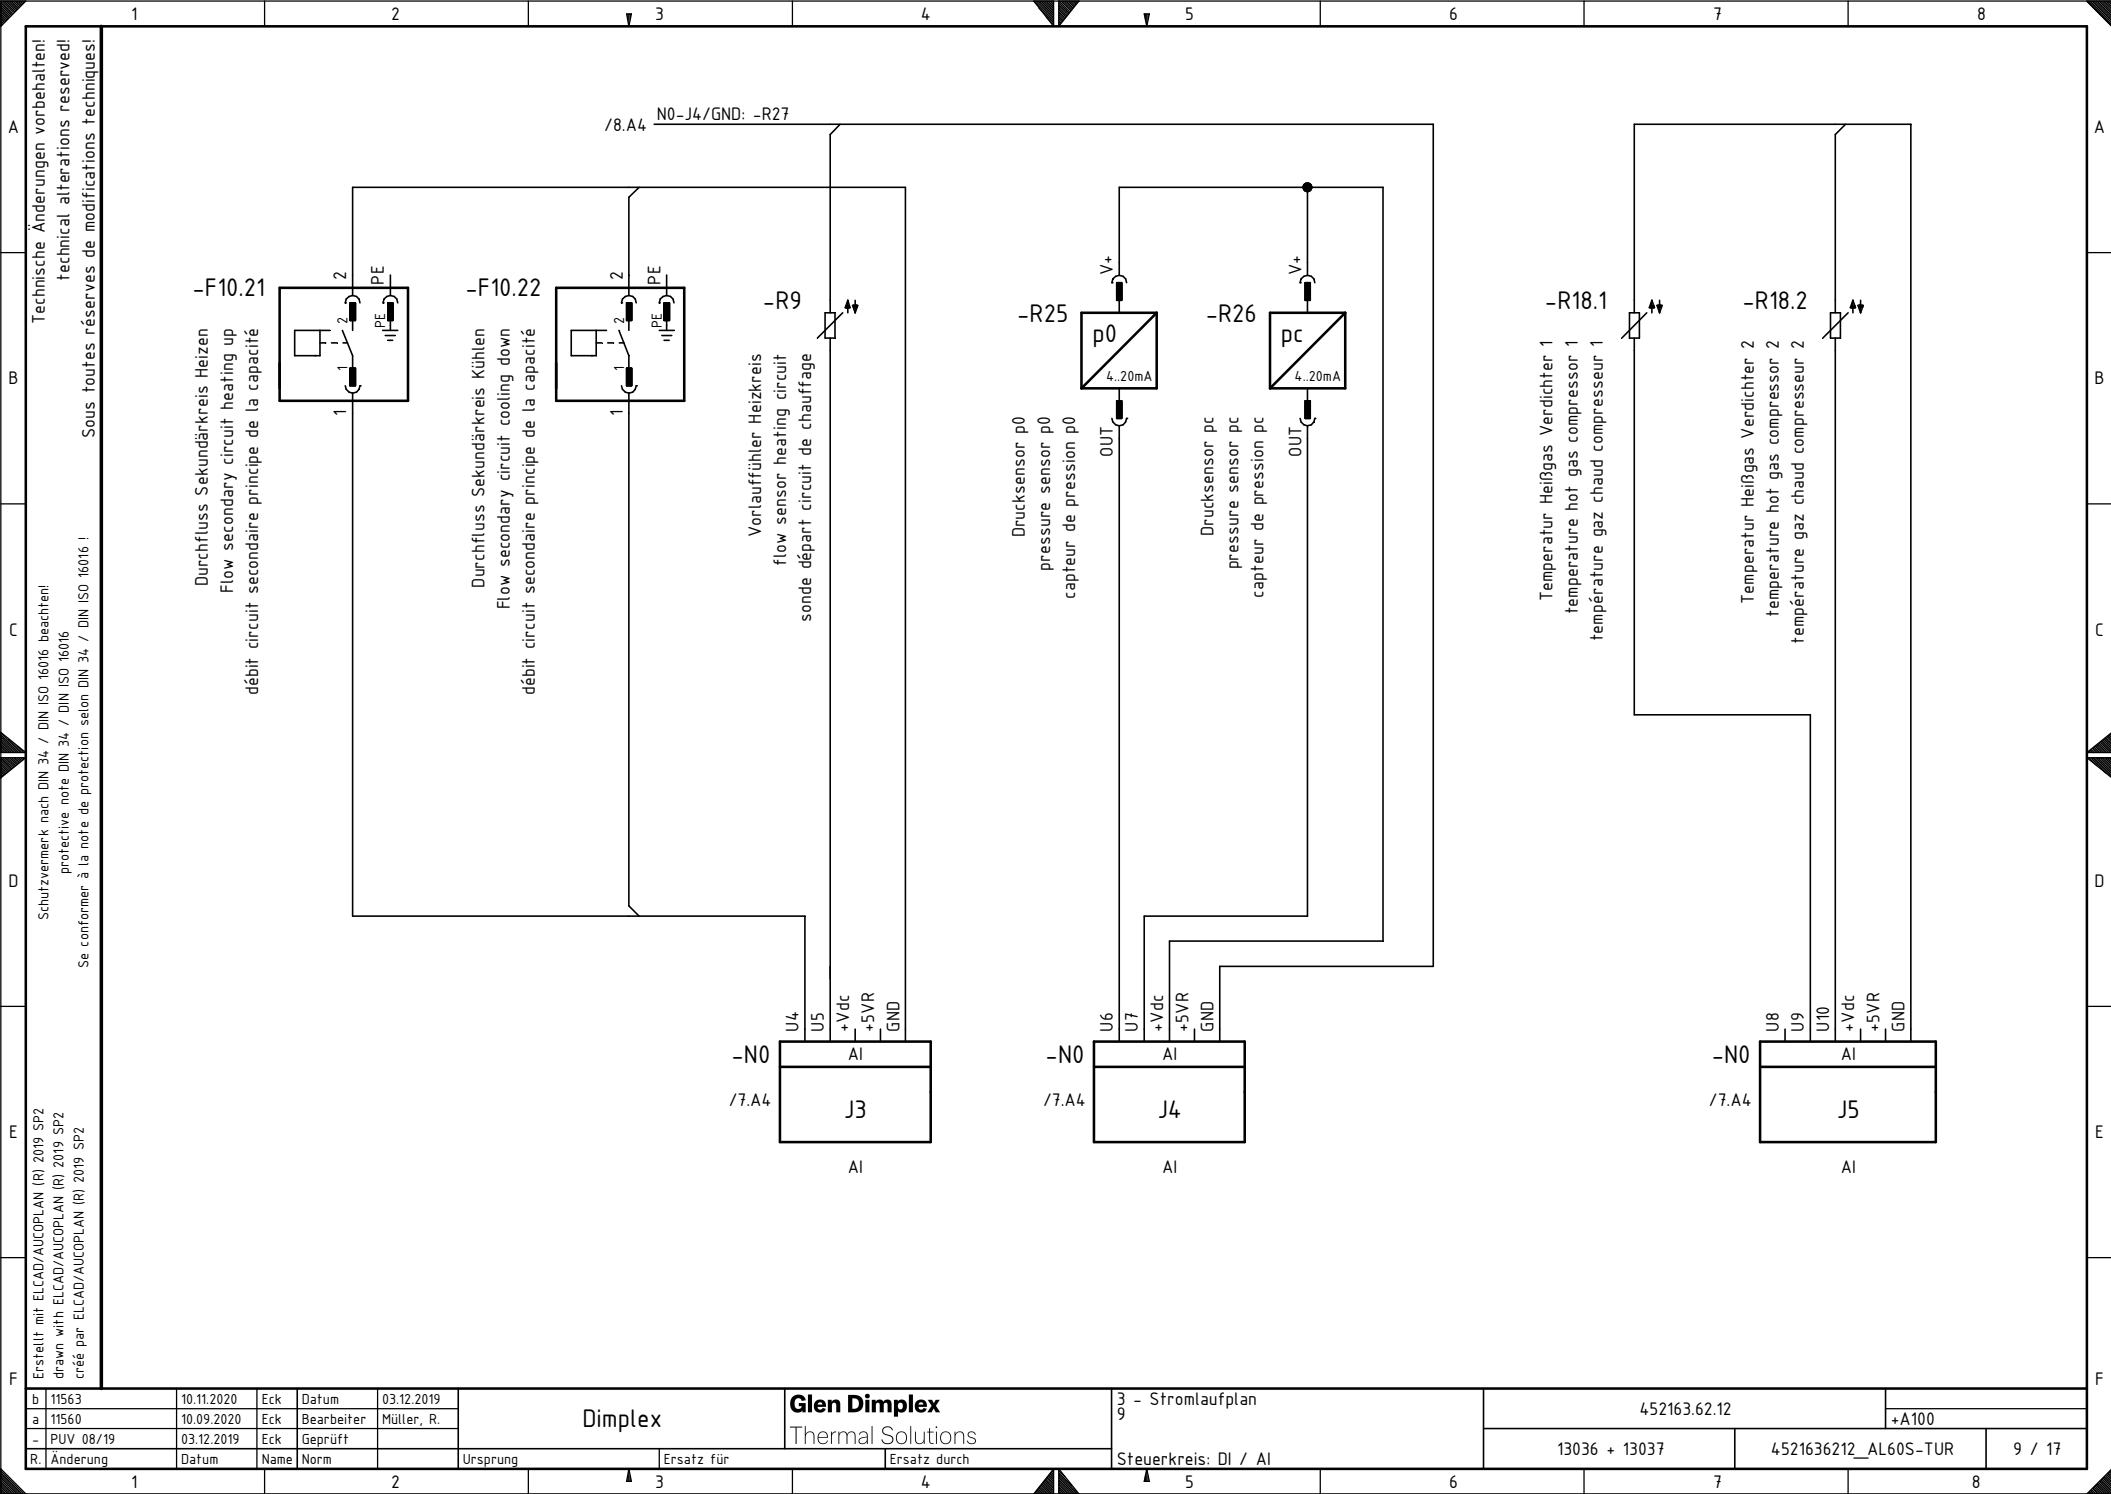 1 2 3 4 5 6 7 8
A
B
C
D
E
F
Technische Änderungen vorbehalten!
technical alterations reserved!
Sous toutes réserves de modifications techniques!
Schutzvermerk nach DIN 34 / DIN ISO 16016 beachten!
protective note DIN 34 / DIN ISO 16016
Se conformer à la note de protection selon DIN 34 / DIN ISO 16016 !
Erstellt mit ELCAD/AUCOPLAN (R) 2019 SP2
drawn with ELCAD/AUCOPLAN (R) 2019 SP2
créé par ELCAD/AUCOPLAN (R) 2019 SP2
/8.A4 N0-J4/GND: -R27
-F10.21
2
PE
2
PE
1
1
Durchfluss Sekundärkreis Heizen
Flow secondary circuit heating up
débit circuit secondaire principe de la capacité
-F10.22
2
PE
2
PE
1
1
Durchfluss Sekundärkreis Kühlen
Flow secondary circuit cooling down
débit circuit secondaire principe de la capacité
-R9
Vorlauffühler Heizkreis
flow sensor heating circuit
sonde départ circuit de chauffage
-R25
V+
p0
4..20mA
OUT
Drucksensor p0
pressure sensor p0
capteur de pression p0
-R26
V+
pc
4..20mA
OUT
Drucksensor pc
pressure sensor pc
capteur de pression pc
-R18.1
Temperatur Heißgas Verdichter 1
temperature hot gas compressor 1
température gaz chaud compresseur 1
-R18.2
Temperatur Heißgas Verdichter 2
temperature hot gas compressor 2
température gaz chaud compresseur 2
U4 U5 +Vdc +5VR GND
-N0 AI
/7.A4 J3
AI
U6 U7 +Vdc +5VR GND
-N0 AI
/7.A4 J4
AI
U8 U9 U10 +Vdc +5VR GND
-N0 AI
/7.A4 J5
AI
A
B
C
D
E
F
b 11563 10.11.2020 Eck Datum 03.12.2019
a 11560 10.09.2020 Eck Bearbeiter Müller, R.
- PUV 08/19 03.12.2019 Eck Geprüft
R. Änderung Datum Name Norm
Dimplex
Ursprung
Glen Dimplex
Thermal Solutions
Ersatz für
Ersatz durch
3 - Stromlaufplan
9
Steuerkreis: DI / AI
452163.62.12
+A100
13036 + 13037
4521636212__AL60S-TUR
9 / 17
1 2 3 4 5 6 7 8